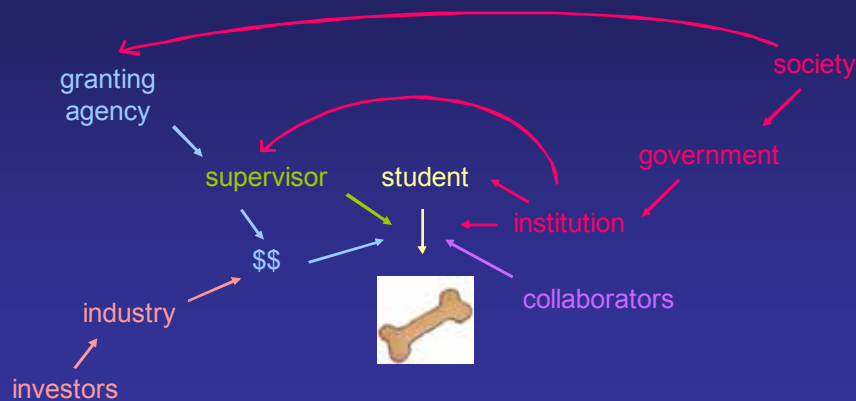 society
granting
agency
government
supervisor
student
institution
$$
collaborators
industry
investors